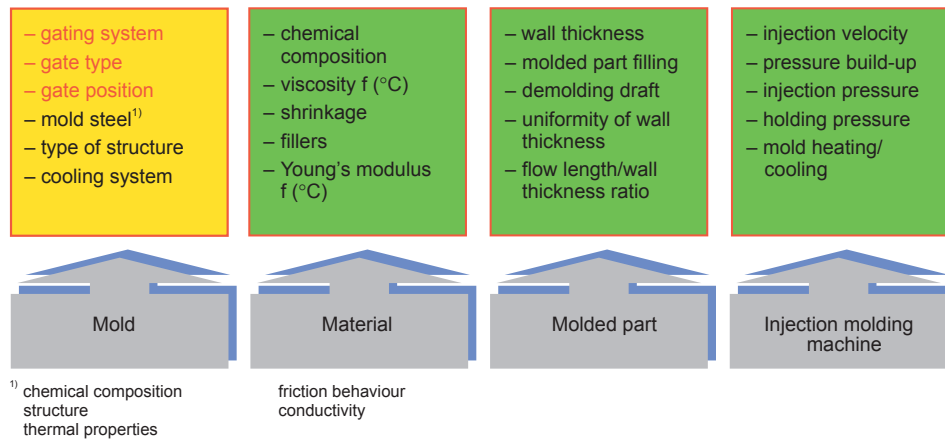 – gating system
– gate type
– gate position
– mold steel1)
– type of structure
– cooling system
– chemical
composition
– viscosity f (°C)
– shrinkage
– fillers
– Young's modulus
f (°C)
– wall thickness
– molded part filling
– demolding draft
– uniformity of wall
thickness
– flow length/wall
thickness ratio
– injection velocity
– pressure build-up
– injection pressure
– holding pressure
– mold heating/
cooling
Mold
Material
Molded part
Injection molding
machine
1) chemical composition
structure
thermal properties
friction behaviour
conductivity